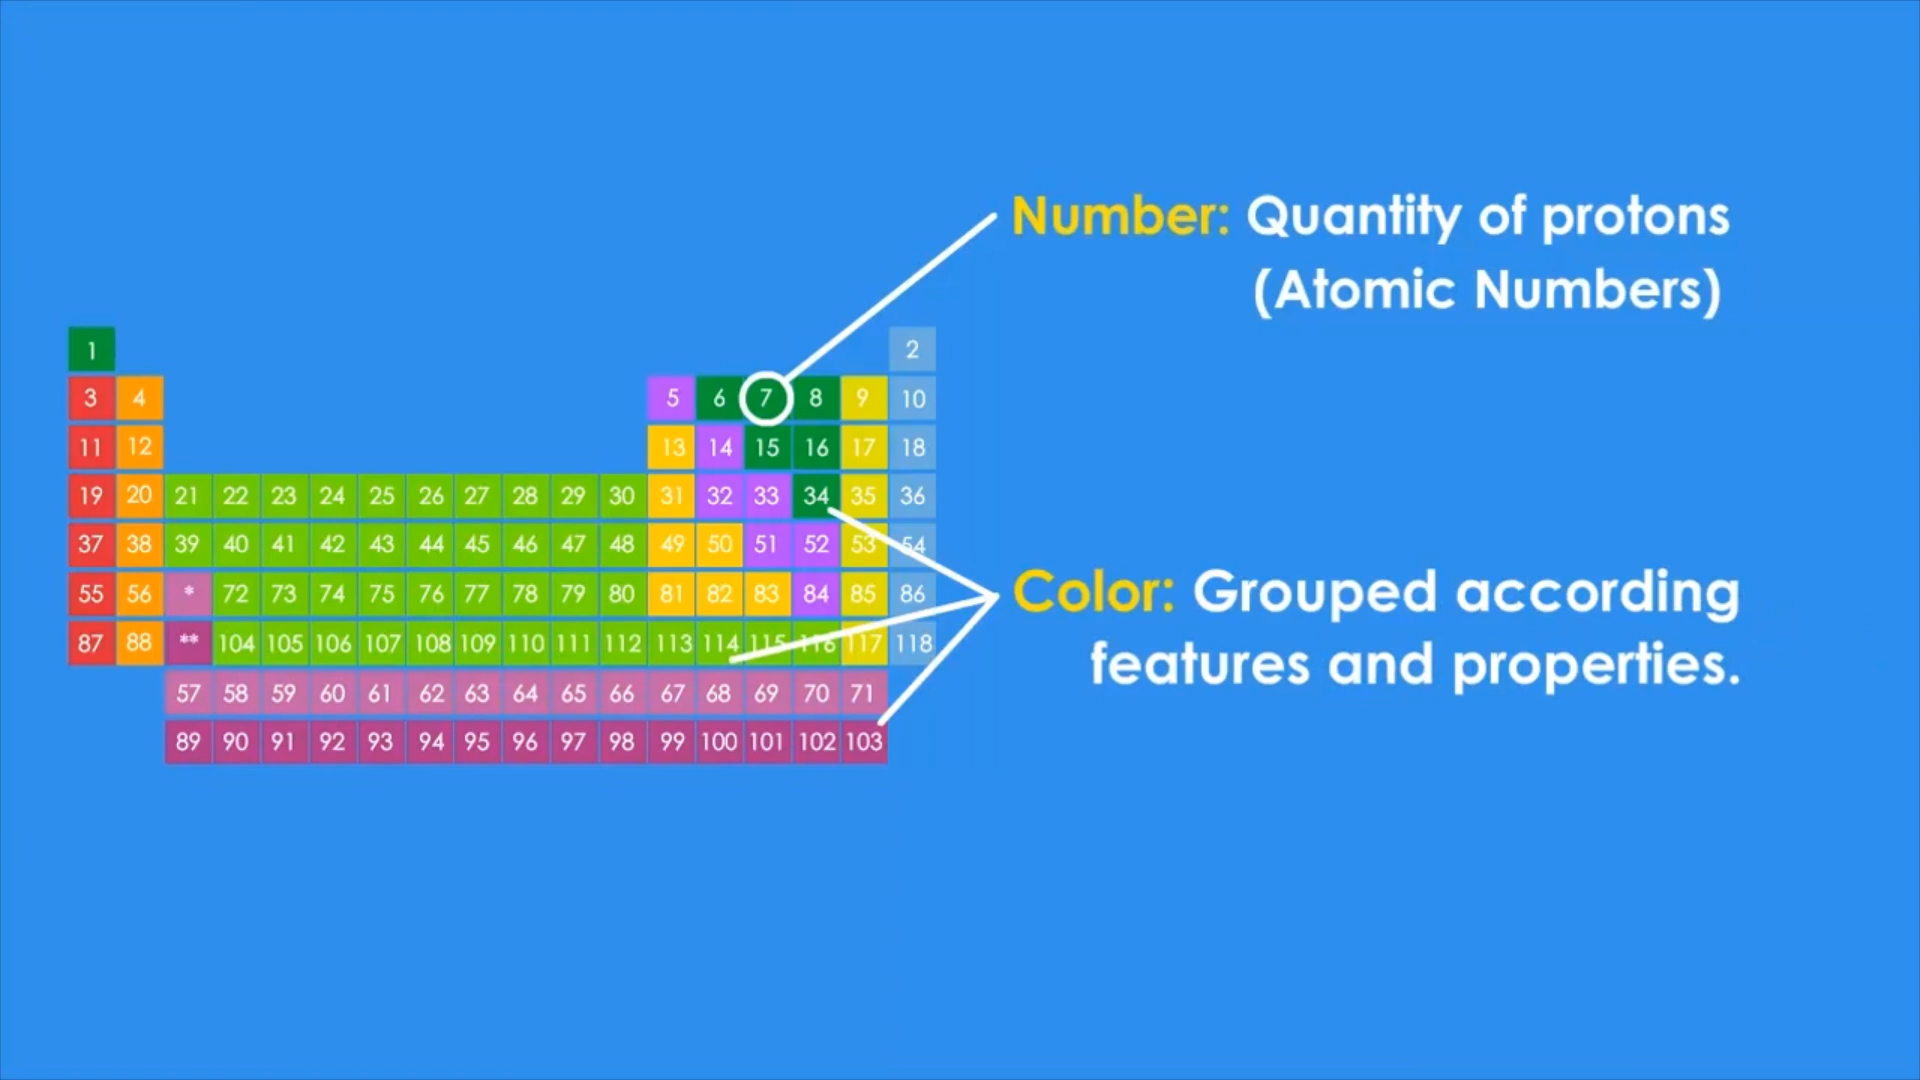 Number: Quantity of protons
(Atomic Numbers)
1 2
3 4 5 6 7 8 9 10
11 12 13 14 15 16 17 18
19 20 21 22 23 24 25 26 27 28 29 30 31 32 33 34 35 36
37 38 39 40 41 42 43 44 45 46 47 48 49 50 51 52 53 54
55 56 * 72 73 74 75 76 77 78 79 80 81 82 83 84 85 86
87 88 ** 104 105 106 107 108 109 110 111 112 113 114 115 116 117 118
57 58 59 60 61 62 63 64 65 66 67 68 69 70 71
89 90 91 92 93 94 95 96 97 98 99 100 101 102 103
Color: Grouped according
features and properties.